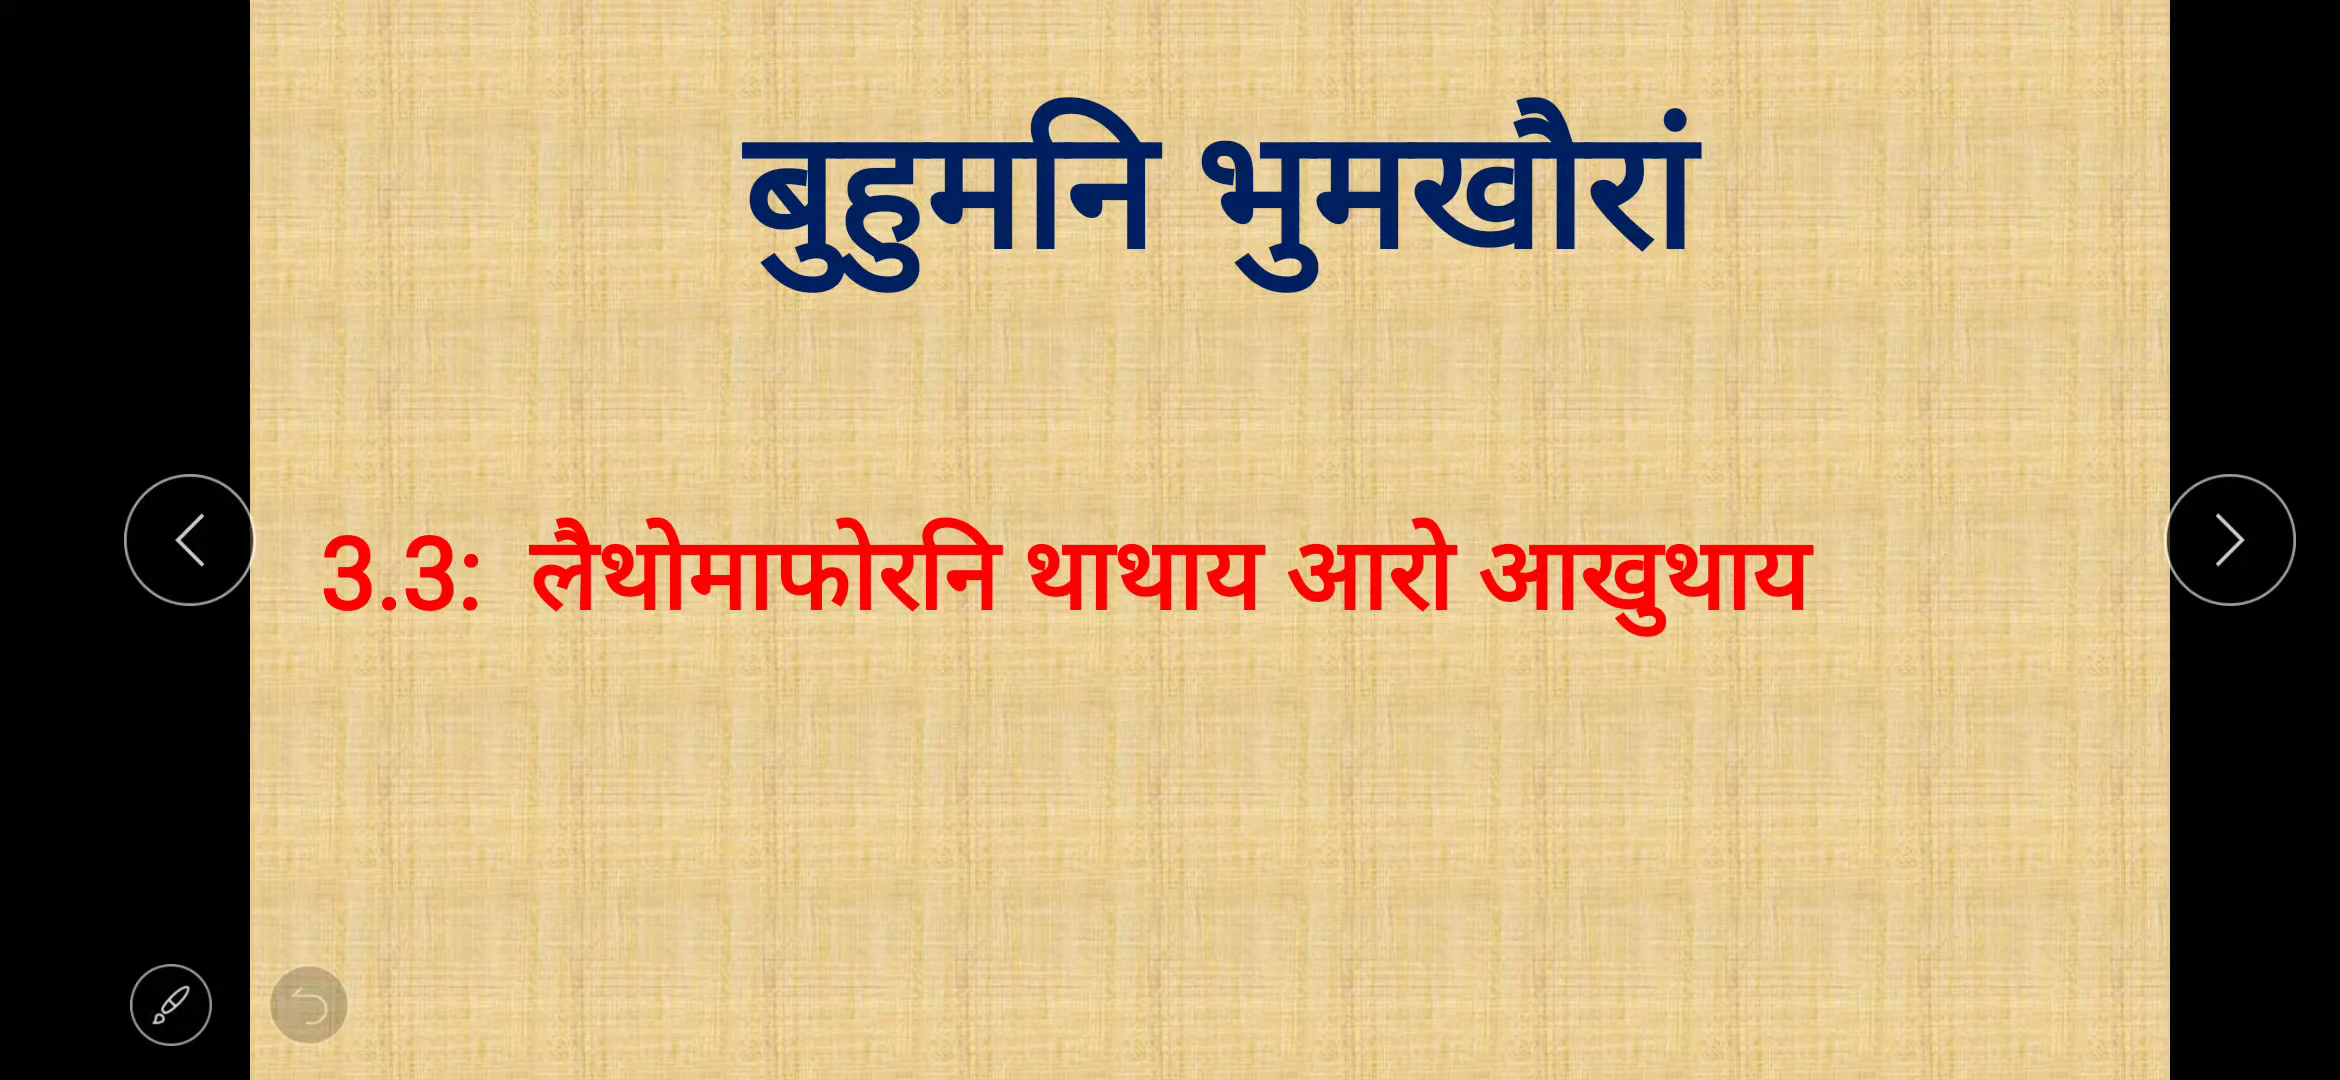 बुहुमनि भुमखौरां
3.3: लैथोमाफोरनि थाथाय आरो आखुथाय